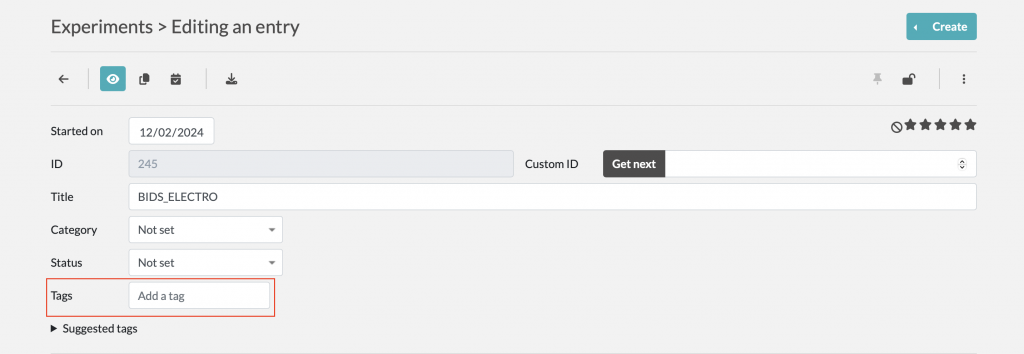 Experiments > Editing an entry
Create
Started on 12/02/2024
ID 245 Custom ID Get next
Title BIDS_ELECTRO
Category Not set
Status Not set
Tags Add a tag
Suggested tags